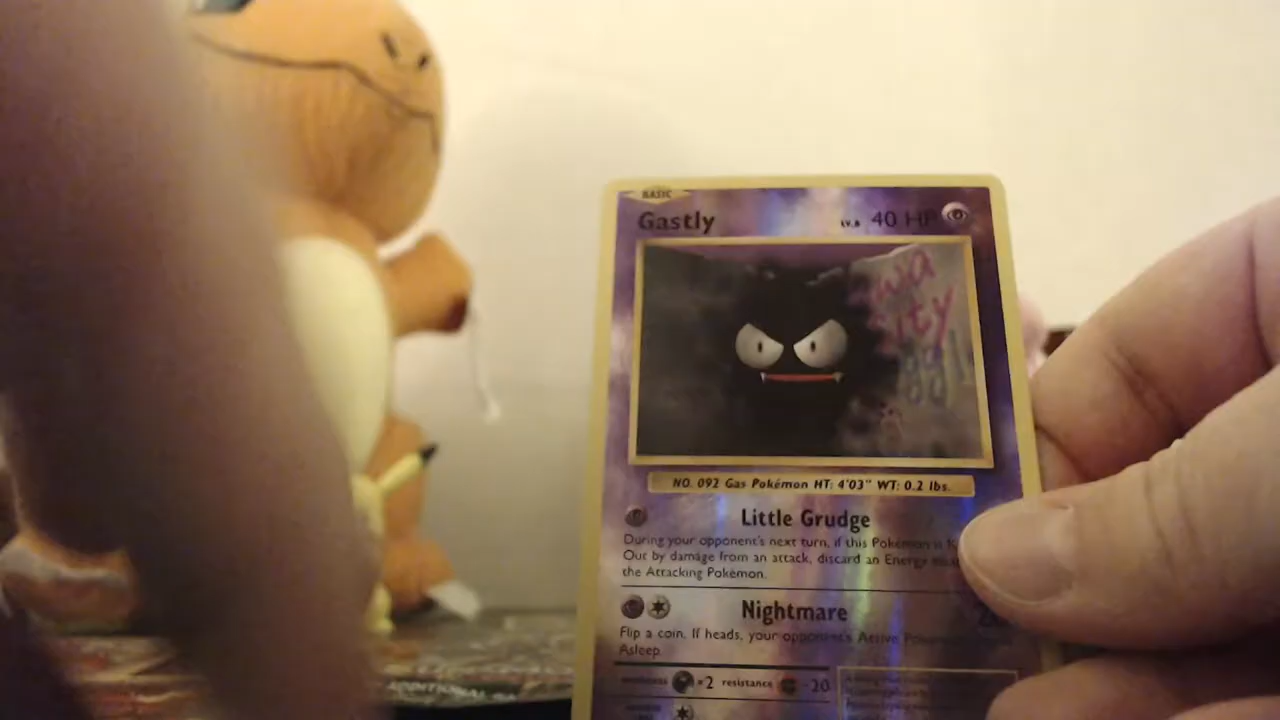 BASIC
Gastly LV.8 40 HP
NO. 092 Gas Pokémon HT: 4'03" WT: 0.2 lbs.
Little Grudge
During your opponent's next turn, if this Pokémon is
Out by damage from an attack, discard an Energy
the Attacking Pokémon.
Nightmare
Flip a coin. If heads, your opponent's Active
Asleep.
weakness ×2 resistance -20
ADDITIONAL